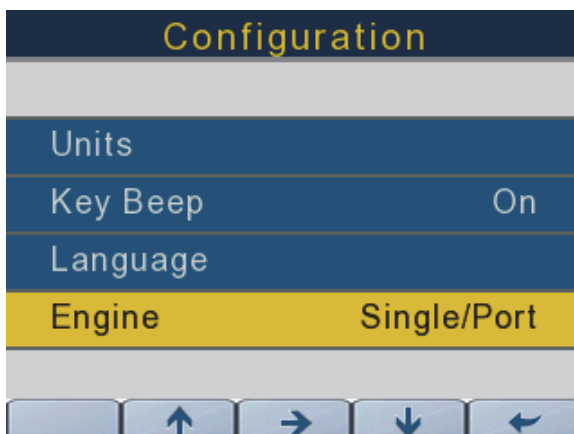 Configuration
Units
Key Beep On
Language
Engine Single/Port